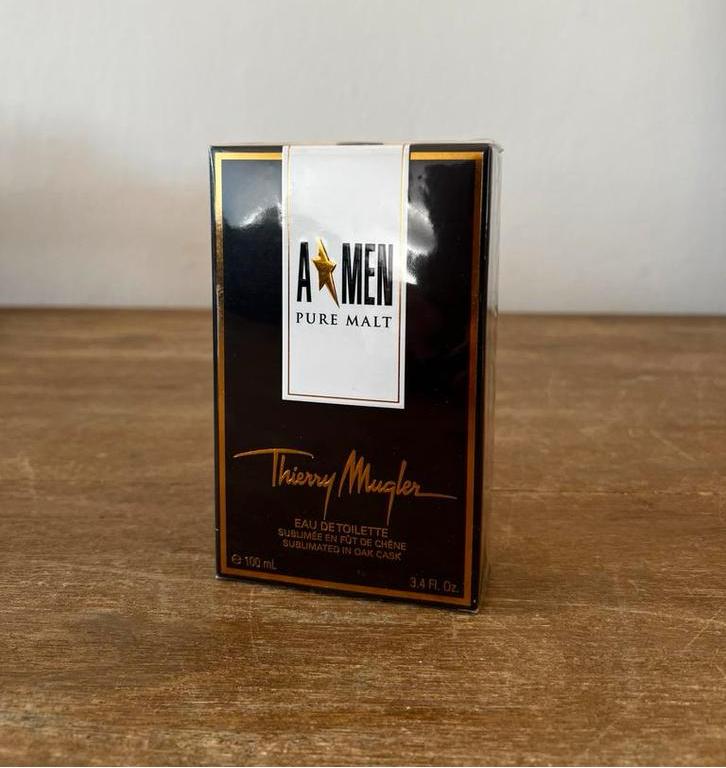 A★MEN
PURE MALT
Thierry Mugler
EAU DE TOILETTE
SUBLIMÉE EN FÛT DE CHÊNE
SUBLIMATED IN OAK CASK
℮ 100 mL
3.4 Fl. Oz.